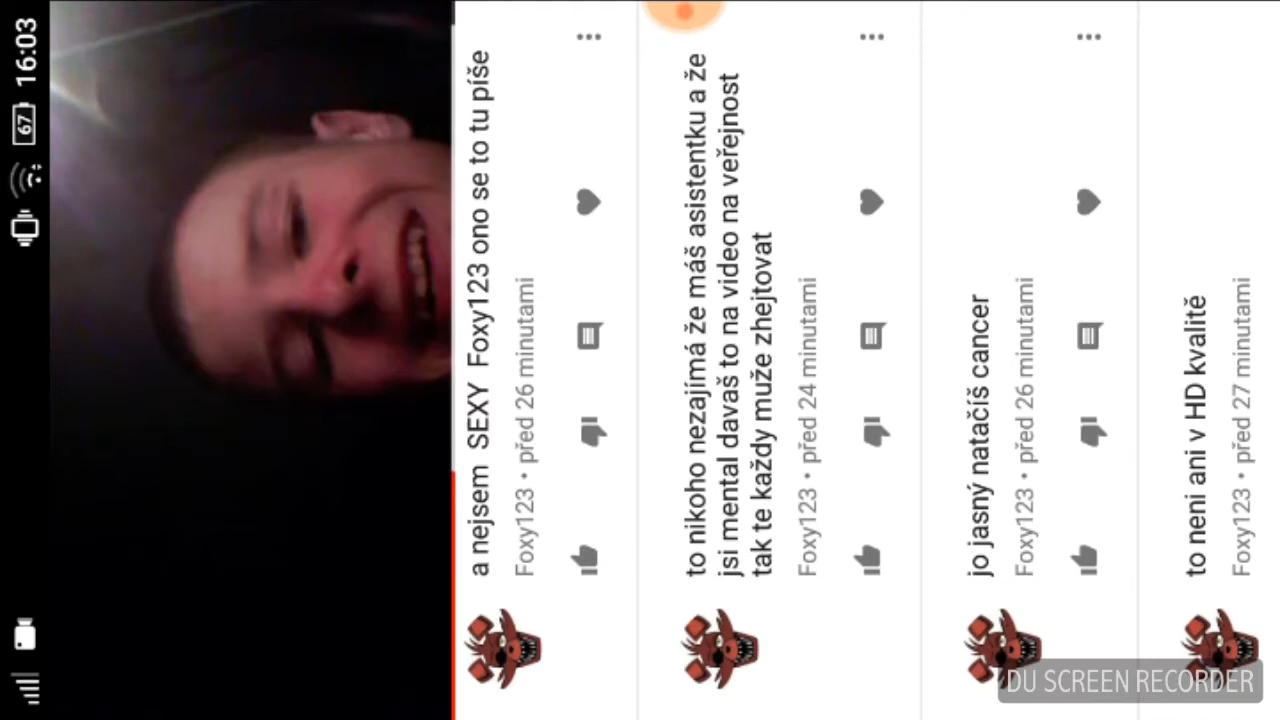 16:03
67
a nejsem SEXY Foxy123 ono se to tu píše
Foxy123 • před 26 minutami
to nikoho nezajímá že máš asistentku a že
jsi mental davaš to na video na veřejnost
tak te každy muže zhejtovat
Foxy123 • před 24 minutami
jo jasný natačíš cancer
Foxy123 • před 26 minutami
to neni ani v HD kvalitě
Foxy123 • před 27 minutami
DU SCREEN RECORDER